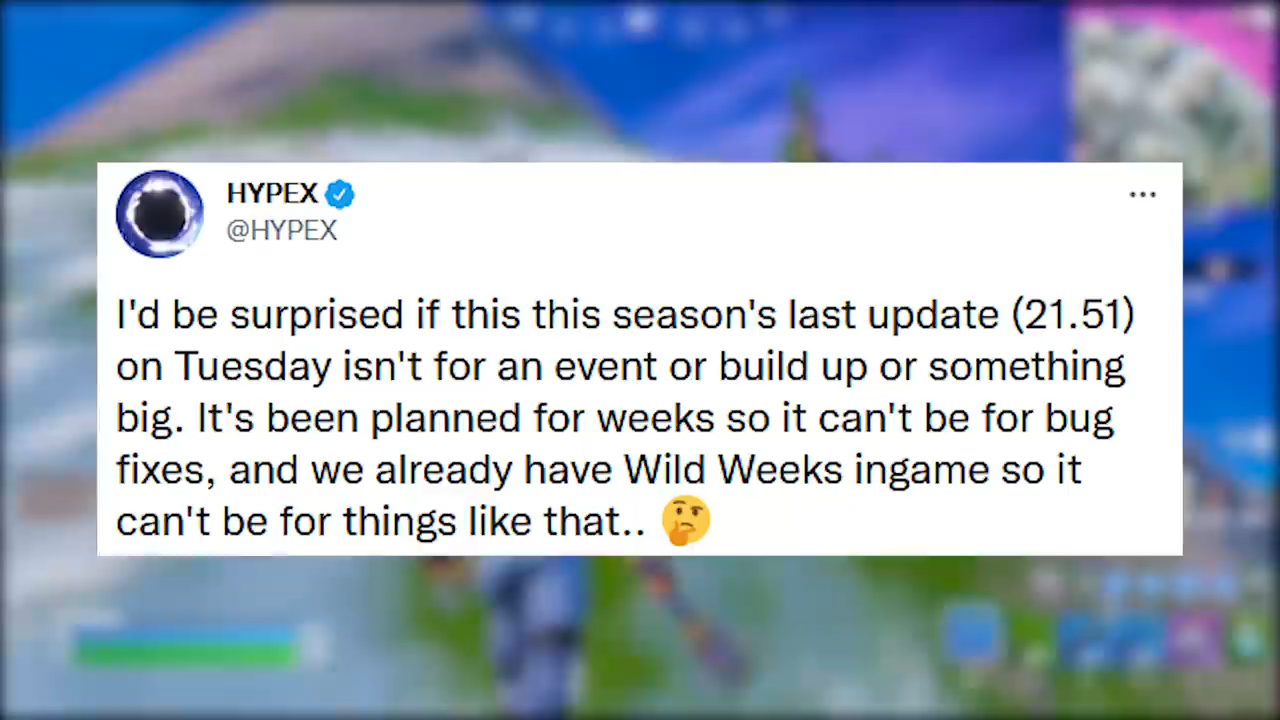 HYPEX
@HYPEX
I'd be surprised if this this season's last update (21.51)
on Tuesday isn't for an event or build up or something
big. It's been planned for weeks so it can't be for bug
fixes, and we already have Wild Weeks ingame so it
can't be for things like that.. 🤔